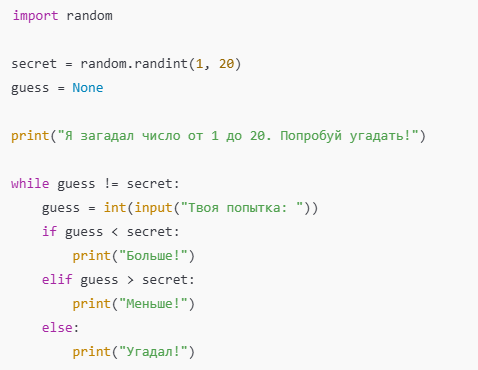 import random
secret = random.randint(1, 20)
guess = None
print("Я загадал число от 1 до 20. Попробуй угадать!")
while guess != secret:
    guess = int(input("Твоя попытка: "))
    if guess < secret:
        print("Больше!")
    elif guess > secret:
        print("Меньше!")
    else:
        print("Угадал!")